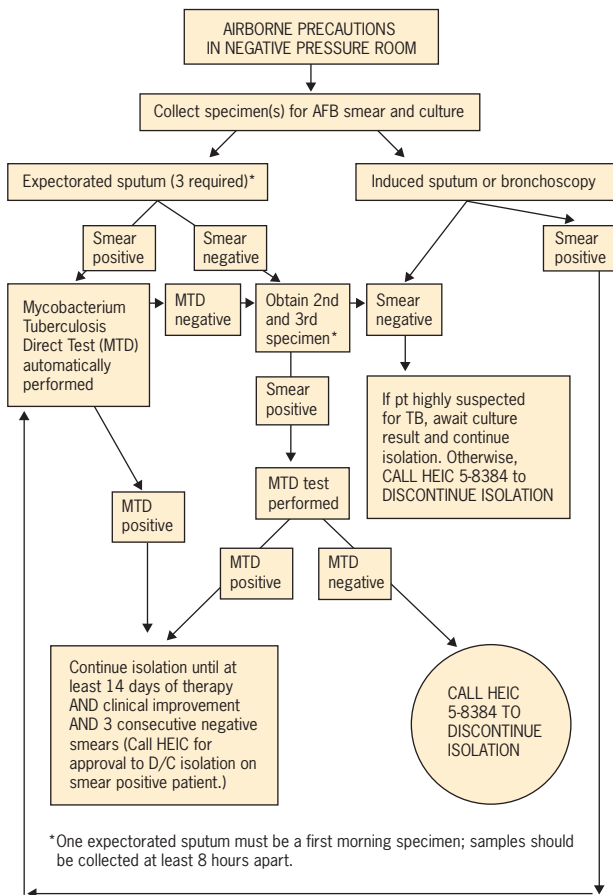 AIRBORNE PRECAUTIONS
IN NEGATIVE PRESSURE ROOM
Collect specimen(s) for AFB smear and culture
Expectorated sputum (3 required)*
Induced sputum or bronchoscopy
Smear
positive
Smear
negative
Smear
positive
Mycobacterium
Tuberculosis
Direct Test (MTD)
automatically
performed
MTD
negative
Obtain 2nd
and 3rd
specimen*
Smear
negative
Smear
positive
If pt highly suspected
for TB, await culture
result and continue
isolation. Otherwise,
CALL HEIC 5-8384 to
DISCONTINUE ISOLATION
MTD
positive
MTD test
performed
MTD
positive
MTD
negative
Continue isolation until at
least 14 days of therapy
AND clinical improvement
AND 3 consecutive negative
smears (Call HEIC for
approval to D/C isolation on
smear positive patient.)
CALL HEIC
5-8384 TO
DISCONTINUE
ISOLATION
*One expectorated sputum must be a first morning specimen; samples should
be collected at least 8 hours apart.